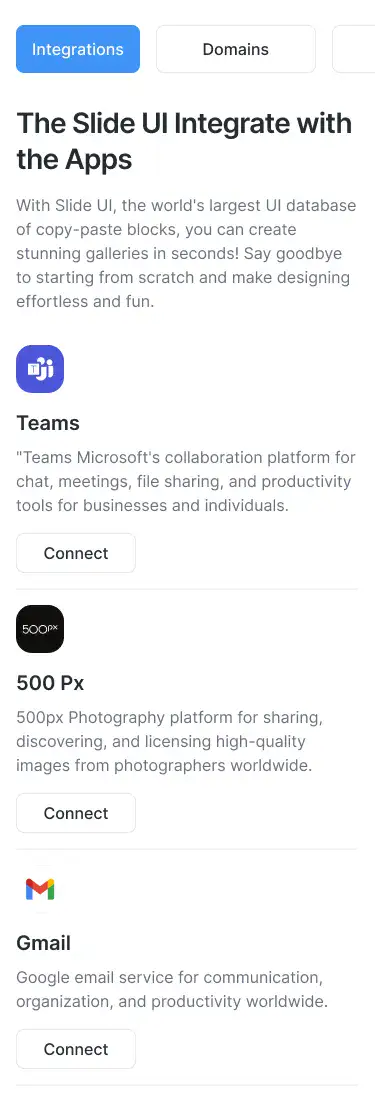 Integrations
Domains
The Slide UI Integrate with
the Apps
With Slide UI, the world's largest UI database
of copy-paste blocks, you can create
stunning galleries in seconds! Say goodbye
to starting from scratch and make designing
effortless and fun.
T
Teams
"Teams Microsoft's collaboration platform for
chat, meetings, file sharing, and productivity
tools for businesses and individuals.
Connect
500px
500 Px
500px Photography platform for sharing,
discovering, and licensing high-quality
images from photographers worldwide.
Connect
Gmail
Google email service for communication,
organization, and productivity worldwide.
Connect